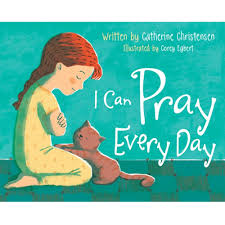 Written by Catherine Christensen
Illustrated by Corey Egbert
I Can Pray
Every Day